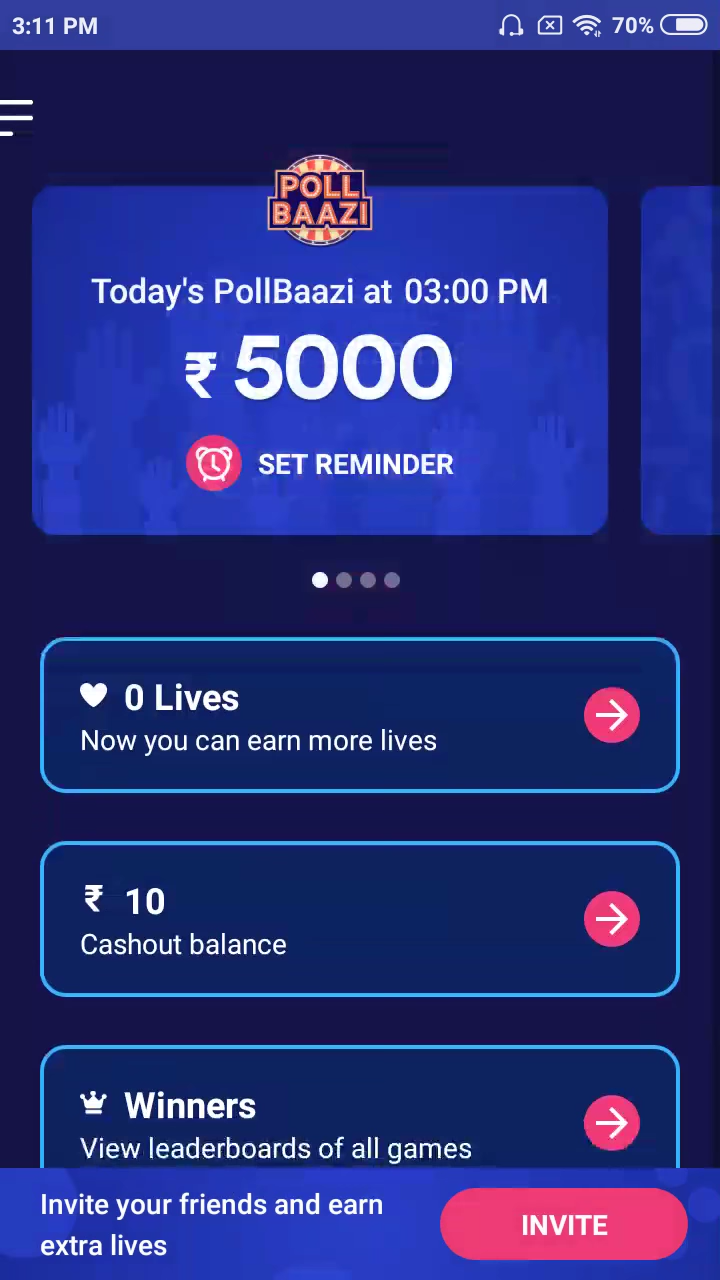 3:11 PM
70%
POLL
BAAZI
Today's PollBaazi at 03:00 PM
₹ 5000
SET REMINDER
0 Lives
Now you can earn more lives
₹ 10
Cashout balance
Winners
View leaderboards of all games
Invite your friends and earn
extra lives
INVITE